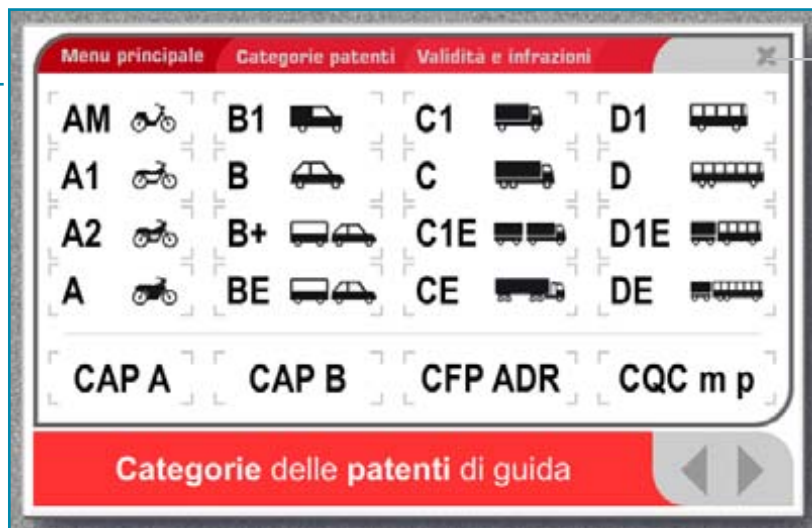 Menu principale Categorie patenti Validità e infrazioni
AM B1 C1 D1
A1 B C D
A2 B+ C1E D1E
A BE CE DE
CAP A CAP B CFP ADR CQC m p
Categorie delle patenti di guida